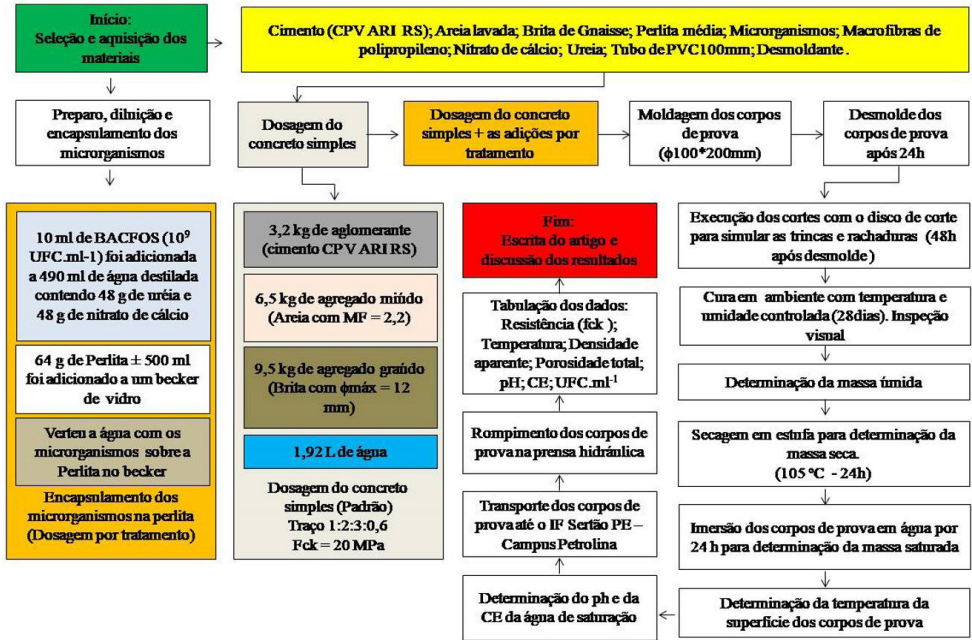 Início:
Seleção e aquisição dos
materiais
Cimento (CPV ARI RS); Areia lavada; Brita de Gnaisse; Perlita média; Microrganismos; Macrofibras de
polipropileno; Nitrato de cálcio; Ureia; Tubo de PVC100mm; Desmoldante .
Preparo, diluição e
encapsulamento dos
microrganismos
Dosagem do
concreto simples
Dosagem do concreto
simples + as adições por
tratamento
Moldagem dos corpos
de prova
(ϕ100*200mm)
Desmolde dos
corpos de prova
após 24h
10 ml de BACFOS (10⁹
UFC.ml-1) foi adicionada
a 490 ml de água destilada
contendo 48 g de uréia e
48 g de nitrato de cálcio
64 g de Perlita ± 500 ml
foi adicionado a um becker
de vidro
Verteu a água com os
microrganismos sobre a
Perlita no becker
Encapsulamento dos
microrganismos na perlita
(Dosagem por tratamento)
3,2 kg de aglomerante
(cimento CPV ARI RS)
6,5 kg de agregado miúdo
(Areia com MF = 2,2)
9,5 kg de agregado graúdo
(Brita com ϕmáx = 12
mm)
1,92 L de água
Dosagem do concreto
simples (Padrão)
Traço 1:2:3:0,6
Fck = 20 MPa
Execução dos cortes com o disco de corte
para simular as trincas e rachaduras (48h
após desmolde )
Cura em ambiente com temperatura e
umidade controlada (28dias). Inspeção
visual
Determinação da massa úmida
Secagem em estufa para determinação da
massa seca.
(105 ºC - 24h)
Imersão dos corpos de prova em água por
24 h para determinação da massa saturada
Determinação da temperatura da
superfície dos corpos de prova
Determinação do ph e da
CE da água de saturação
Transporte dos corpos de
prova até o IF Sertão PE –
Campus Petrolina
Rompimento dos corpos de
prova na prensa hidráulica
Tabulação dos dados:
Resistência (fck );
Temperatura; Densidade
aparente; Porosidade total;
pH; CE; UFC.ml⁻¹
Fim:
Escrita do artigo e
discussão dos resultados